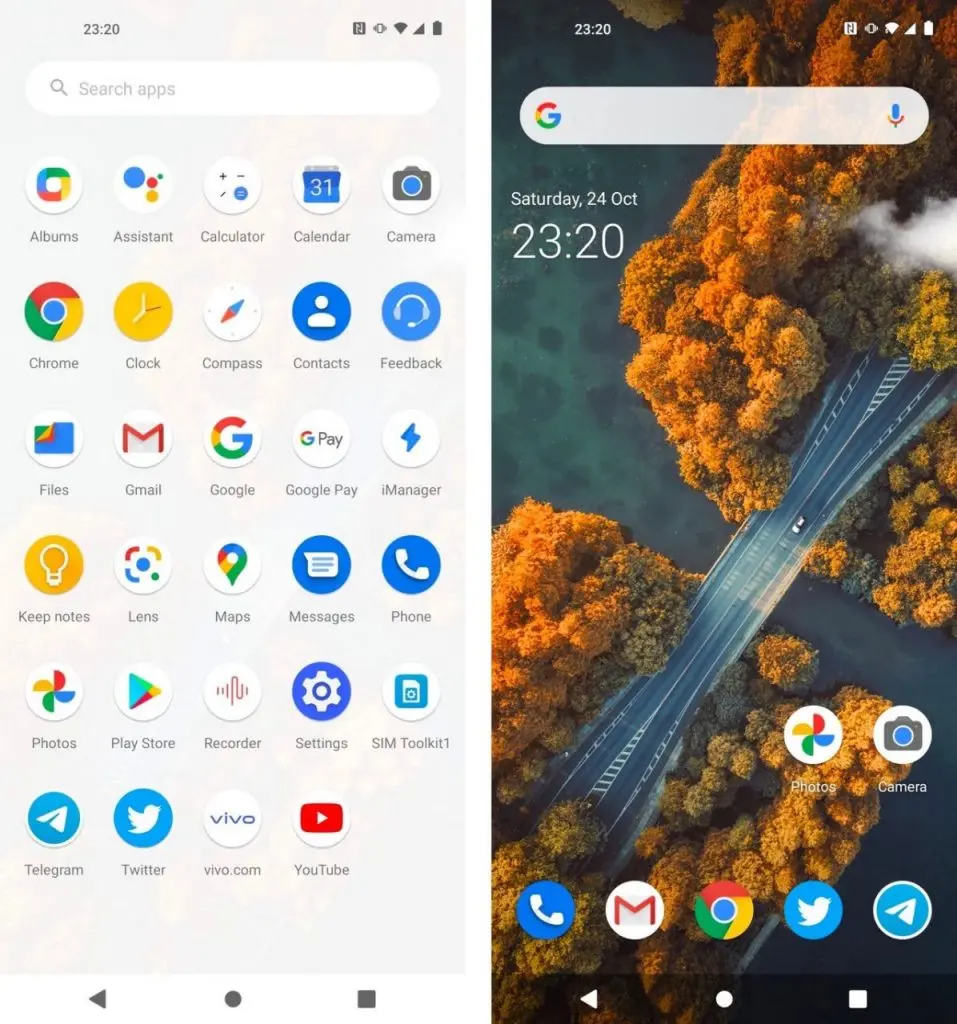 23:20
Search apps
31
Albums Assistant Calculator Calendar Camera
Chrome Clock Compass Contacts Feedback
G Pay
Files Gmail Google Google Pay iManager
Keep notes Lens Maps Messages Phone
Photos Play Store Recorder Settings SIM Toolkit1
vivo
Telegram Twitter vivo.com YouTube
23:20
Saturday, 24 Oct
23:20
Photos Camera